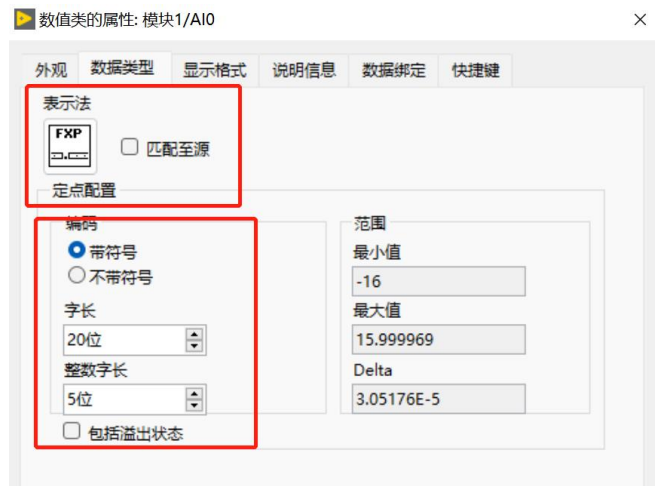 数值类的属性: 模块1/AI0
外观 数据类型 显示格式 说明信息 数据绑定 快捷键
表示法
FXP
匹配至源
定点配置
编码
带符号
不带符号
字长
20位
整数字长
5位
包括溢出状态
范围
最小值
-16
最大值
15.999969
Delta
3.05176E-5